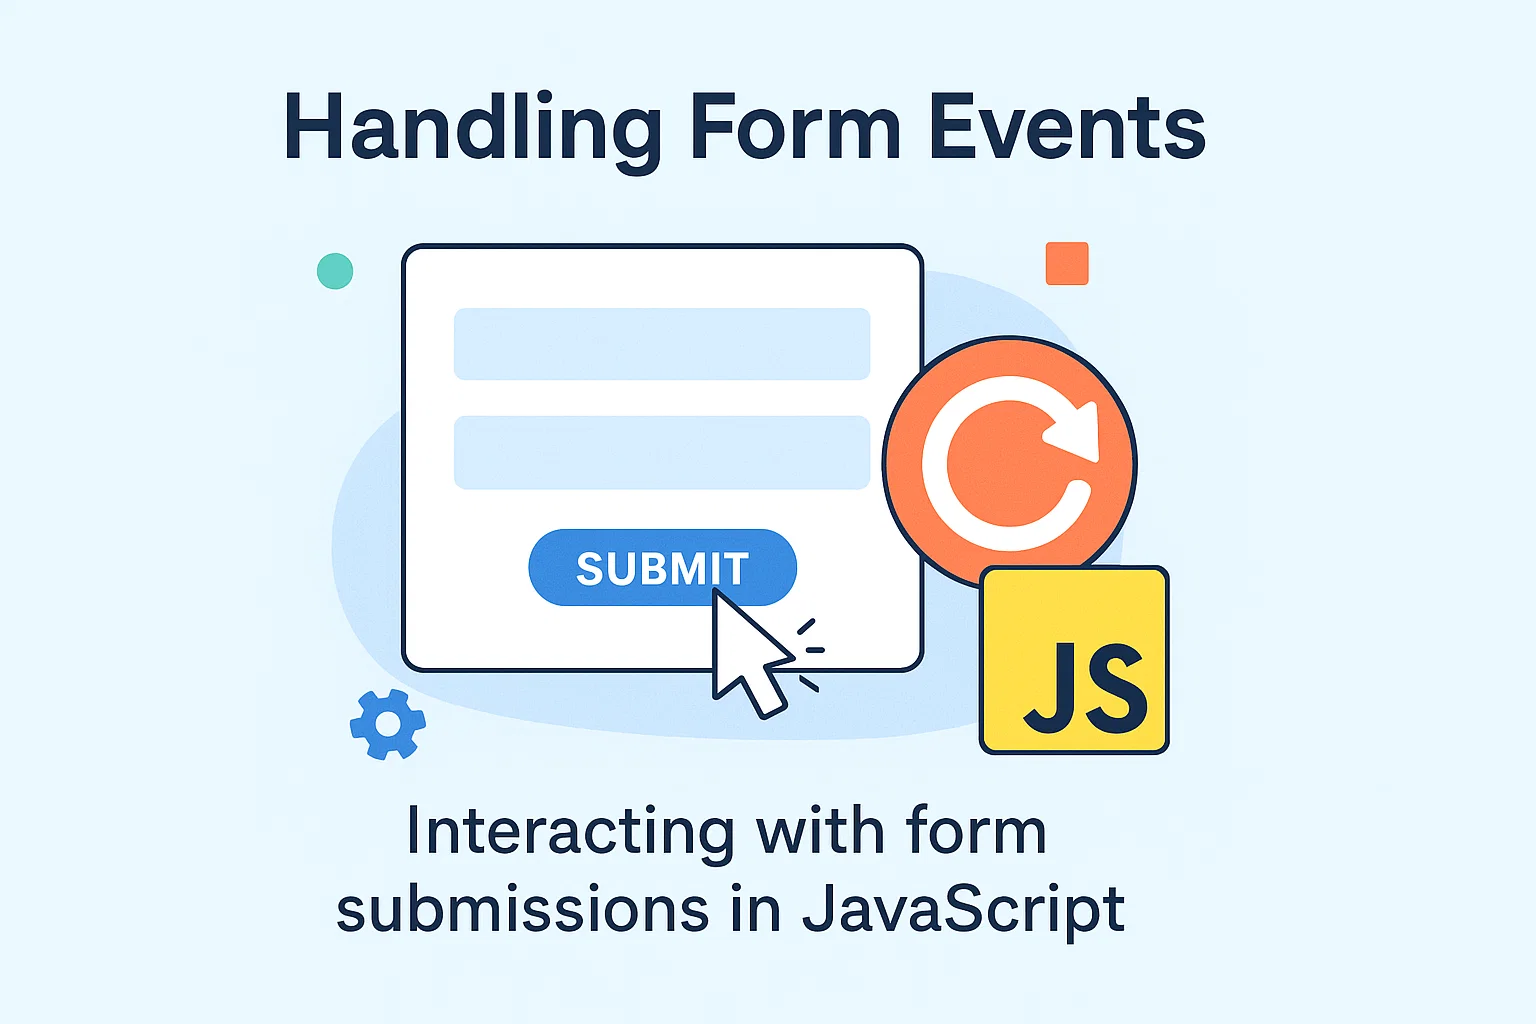 Handling Form Events
SUBMIT
JS
Interacting with form
submissions in JavaScript